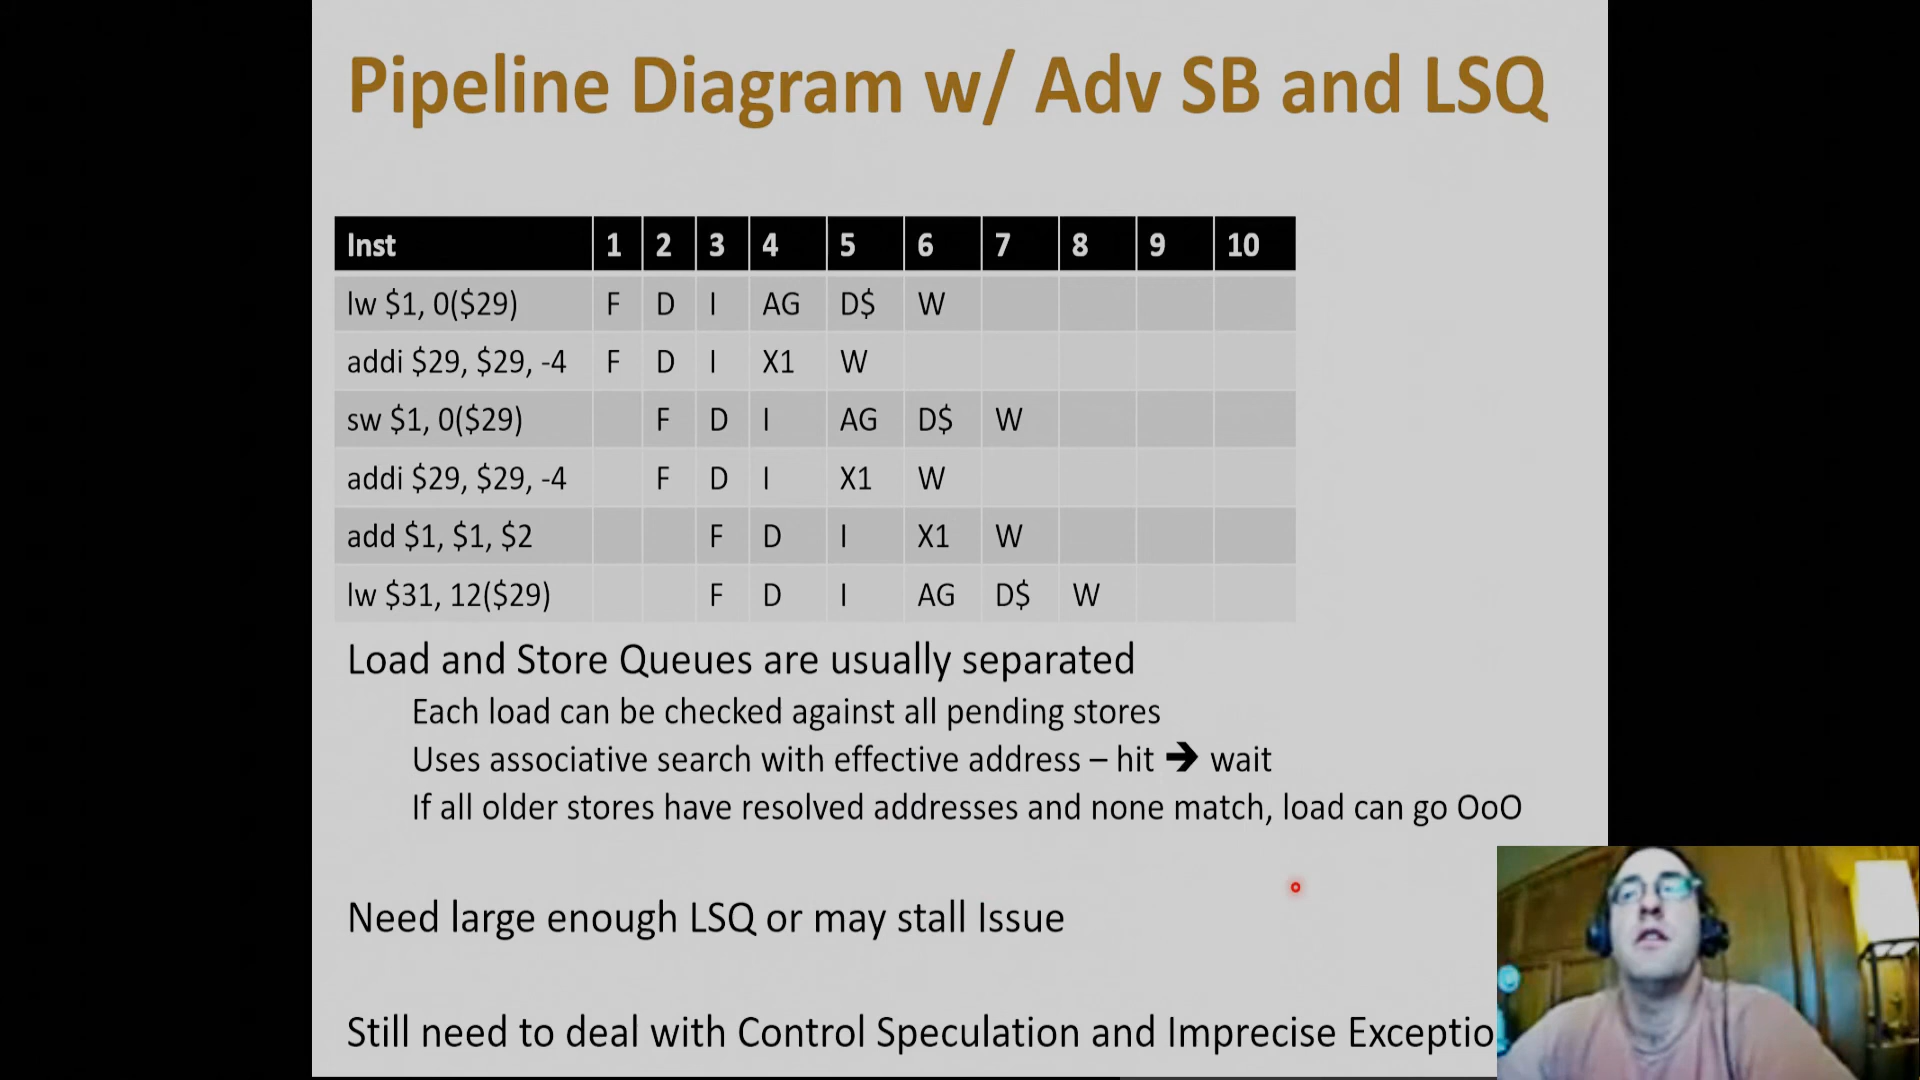 Pipeline Diagram w/ Adv SB and LSQ
Inst 1 2 3 4 5 6 7 8 9 10
lw $1, 0($29) F D I AG D$ W
addi $29, $29, -4 F D I X1 W
sw $1, 0($29) F D I AG D$ W
addi $29, $29, -4 F D I X1 W
add $1, $1, $2 F D I X1 W
lw $31, 12($29) F D I AG D$ W
Load and Store Queues are usually separated
Each load can be checked against all pending stores
Uses associative search with effective address – hit ➔ wait
If all older stores have resolved addresses and none match, load can go OoO
Need large enough LSQ or may stall Issue
Still need to deal with Control Speculation and Imprecise Exceptio